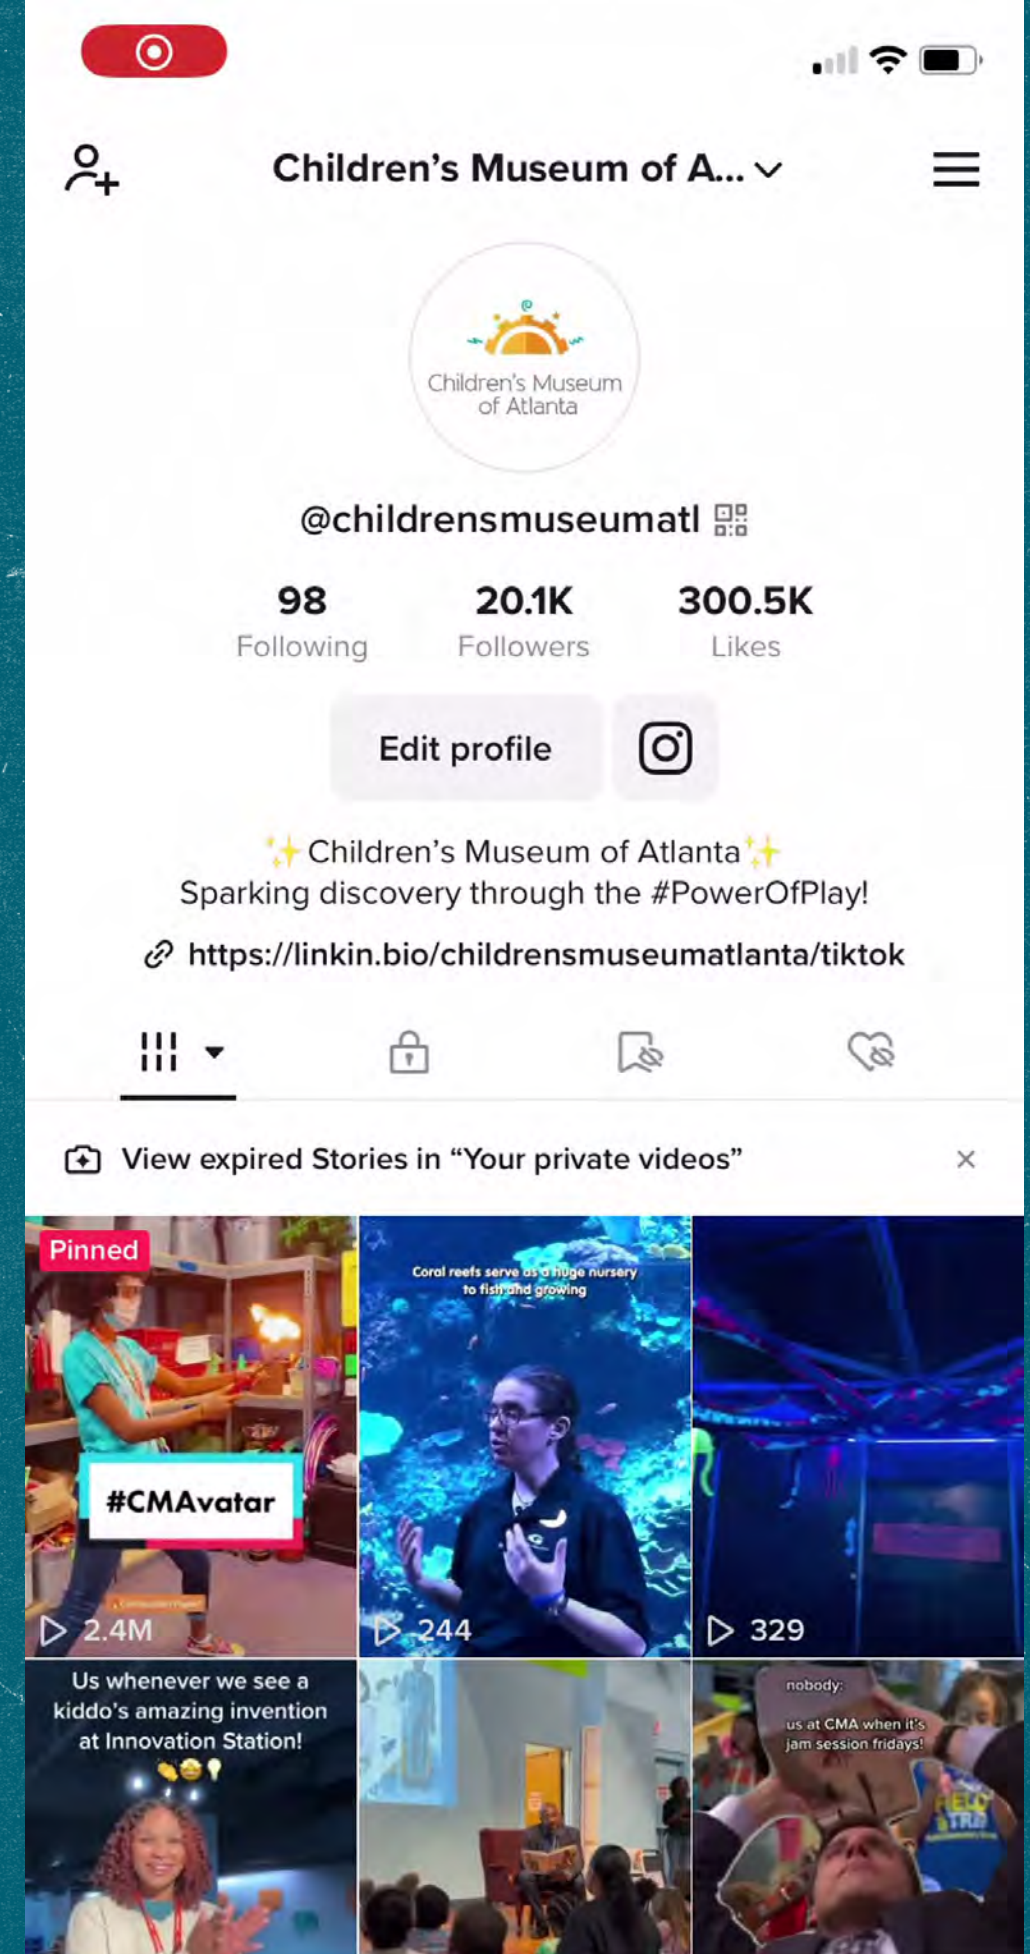 Children's Museum of A...
Children's Museum
of Atlanta
@childrensmuseumatl
98
Following
20.1K
Followers
300.5K
Likes
Edit profile
✨Children's Museum of Atlanta✨
Sparking discovery through the #PowerOfPlay!
https://linkin.bio/childrensmuseumatlanta/tiktok
View expired Stories in “Your private videos”
Pinned
#CMAvatar
2.4M
Coral reefs serve as a huge nursery
to fish and growing
244
329
Us whenever we see a
kiddo's amazing invention
at Innovation Station!
👏🤩💡
nobody:
us at CMA when it's
jam session fridays!
FIELD
TRIP